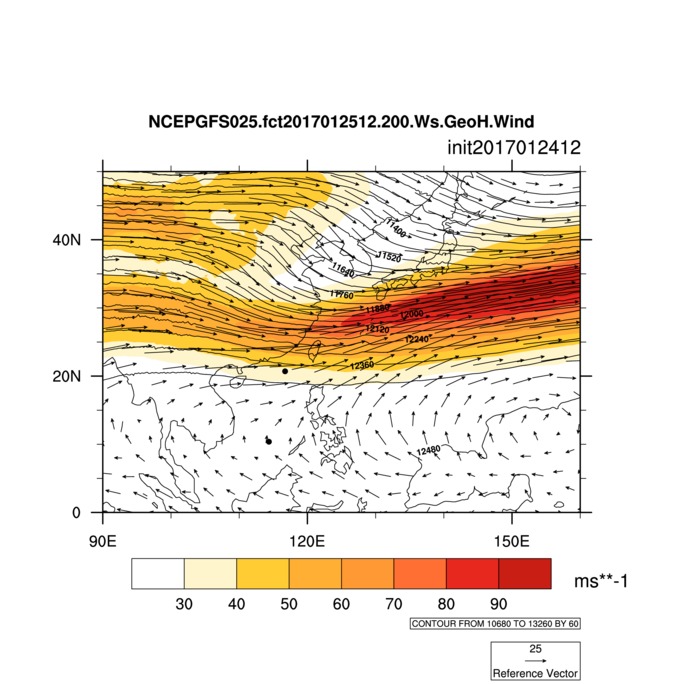 NCEPGFS025.fct2017012512.200.Ws.GeoH.Wind
init2017012412
11400
40N
11520
11640
11760
11880
12000
12120
12240
12360
20N
12480
0
90E 120E 150E
ms**-1
30 40 50 60 70 80 90
CONTOUR FROM 10680 TO 13260 BY 60
25
Reference Vector